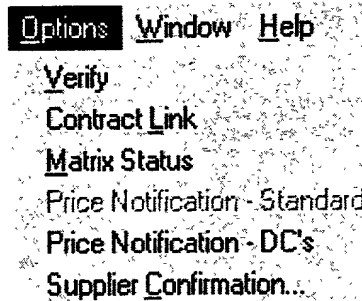 Options Window Help
Verify
Contract Link
Matrix Status
Price Notification - Standard
Price Notification - DC's
Supplier Confirmation...